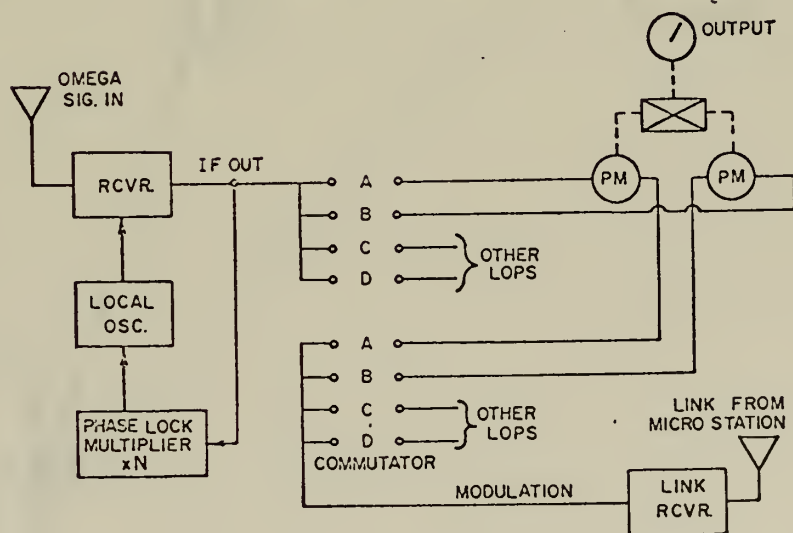 OUTPUT
OMEGA
SIG. IN
RCVR.
IF OUT
A
B
C
D
OTHER
LOPS
PM
PM
LOCAL
OSC.
PHASE LOCK
MULTIPLIER
xN
A
B
C
D
OTHER
LOPS
COMMUTATOR
MODULATION
LINK FROM
MICRO STATION
LINK
RCVR.